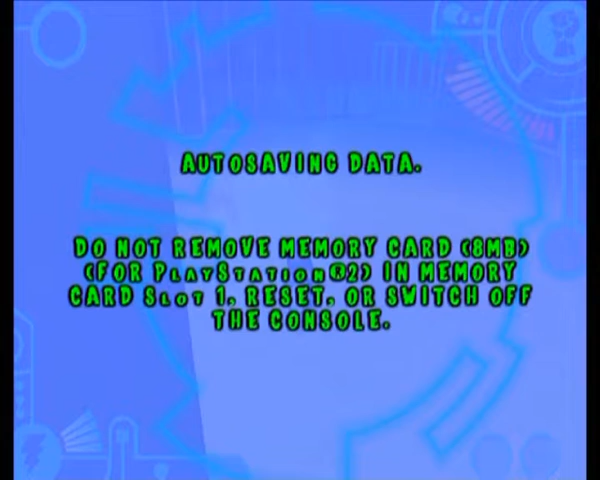 AUTOSAVING DATA.
DO NOT REMOVE MEMORY CARD (8MB)
(FOR PlayStation®2) IN MEMORY
CARD Slot 1, RESET, OR SWITCH OFF
THE CONSOLE.